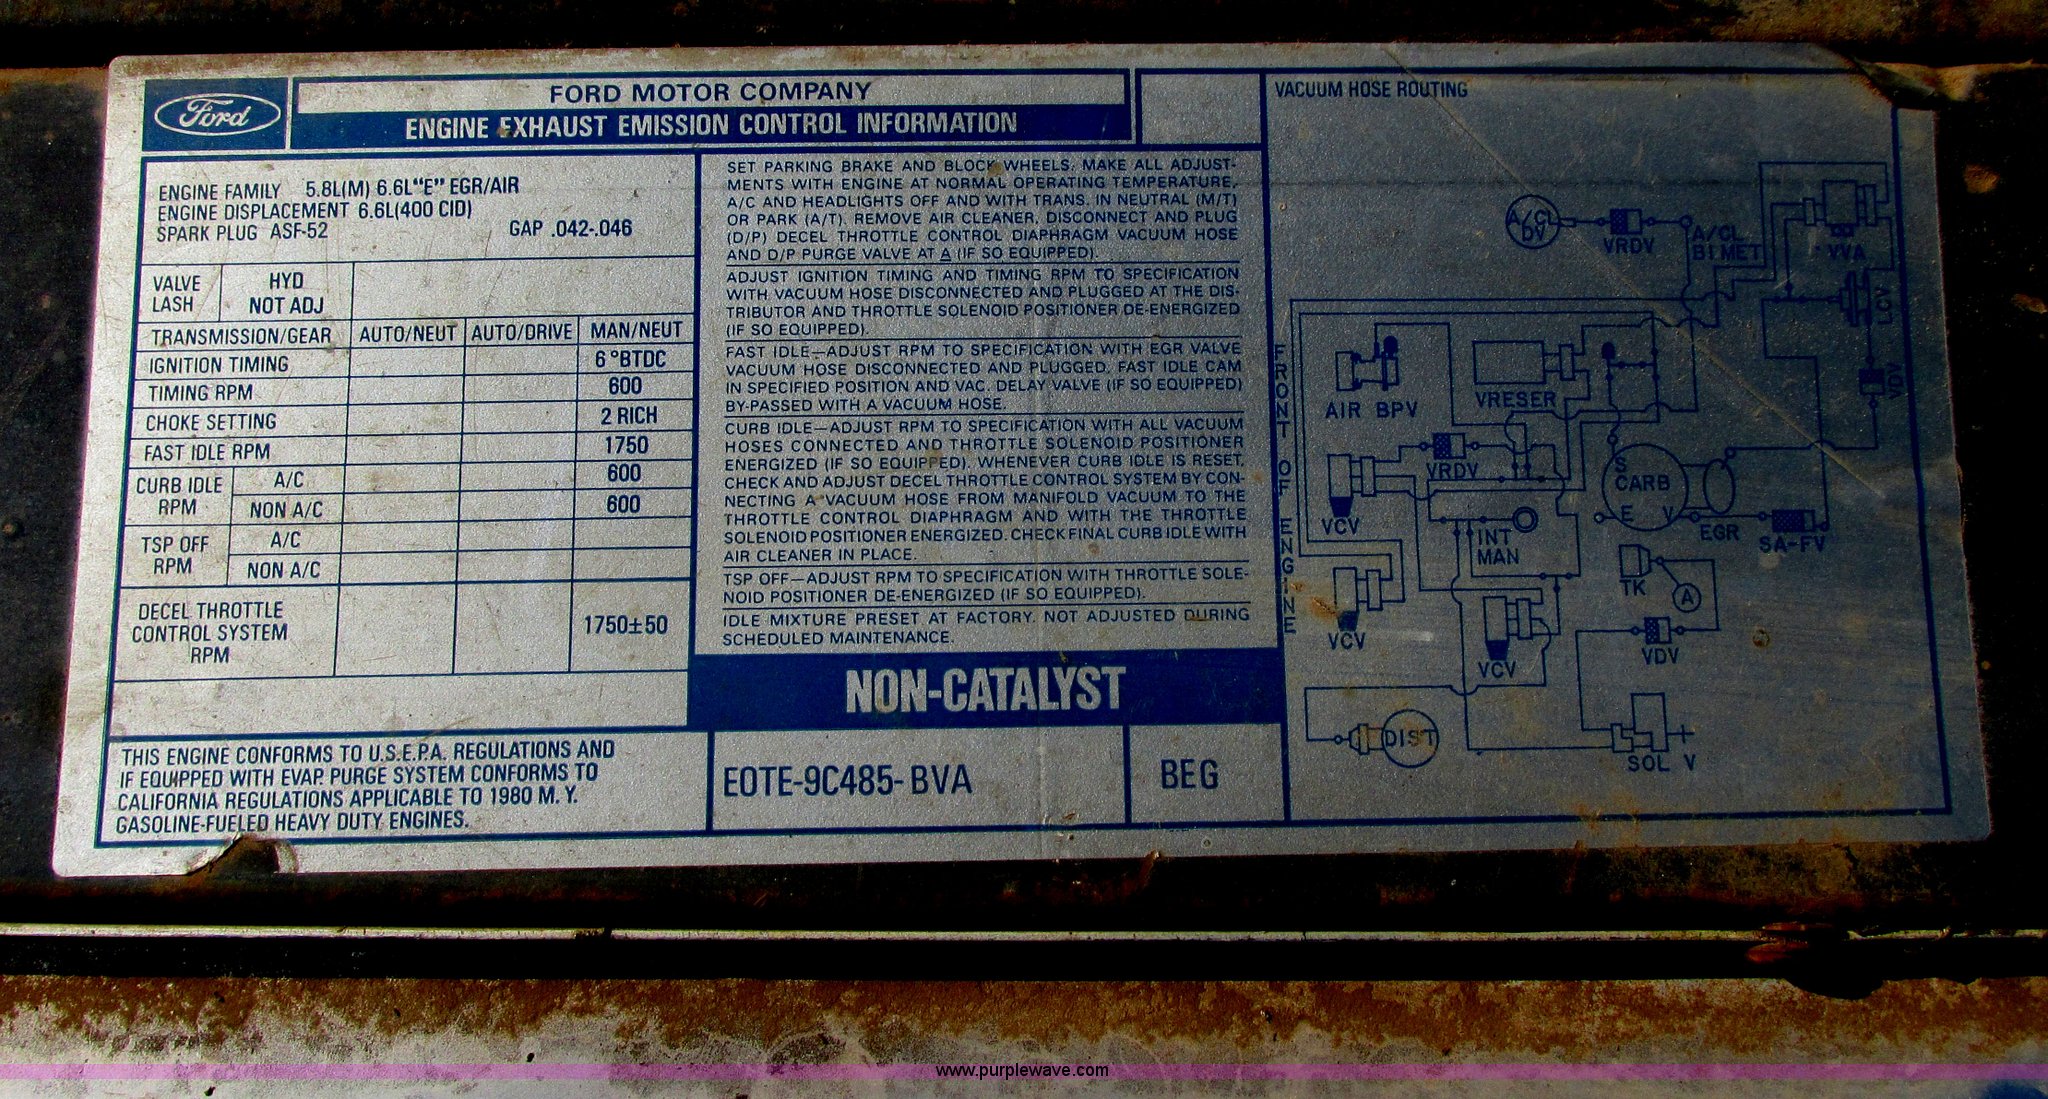 Ford
FORD MOTOR COMPANY
ENGINE EXHAUST EMISSION CONTROL INFORMATION
ENGINE FAMILY 5.8L(M) 6.6L"E" EGR/AIR
ENGINE DISPLACEMENT 6.6L(400 CID)
SPARK PLUG ASF-52 GAP .042-.046
VALVE LASH HYD NOT ADJ
TRANSMISSION/GEAR AUTO/NEUT AUTO/DRIVE MAN/NEUT
IGNITION TIMING 6°BTDC
TIMING RPM 600
CHOKE SETTING 2 RICH
FAST IDLE RPM 1750
CURB IDLE RPM A/C 600
NON A/C 600
TSP OFF RPM A/C
NON A/C
DECEL THROTTLE
CONTROL SYSTEM
RPM
1750±50
THIS ENGINE CONFORMS TO U.S.E.P.A. REGULATIONS AND
IF EQUIPPED WITH EVAP. PURGE SYSTEM CONFORMS TO
CALIFORNIA REGULATIONS APPLICABLE TO 1980 M.Y.
GASOLINE-FUELED HEAVY DUTY ENGINES.
SET PARKING BRAKE AND BLOCK WHEELS. MAKE ALL ADJUST-
MENTS WITH ENGINE AT NORMAL OPERATING TEMPERATURE,
A/C AND HEADLIGHTS OFF AND WITH TRANS. IN NEUTRAL (M/T)
OR PARK (A/T). REMOVE AIR CLEANER, DISCONNECT AND PLUG
(D/P) DECEL THROTTLE CONTROL DIAPHRAGM VACUUM HOSE
AND D/P PURGE VALVE AT A (IF SO EQUIPPED).
ADJUST IGNITION TIMING AND TIMING RPM TO SPECIFICATION
WITH VACUUM HOSE DISCONNECTED AND PLUGGED AT THE DIS-
TRIBUTOR AND THROTTLE SOLENOID POSITIONER DE-ENERGIZED
(IF SO EQUIPPED).
FAST IDLE—ADJUST RPM TO SPECIFICATION WITH EGR VALVE
VACUUM HOSE DISCONNECTED AND PLUGGED, FAST IDLE CAM
IN SPECIFIED POSITION AND VAC. DELAY VALVE (IF SO EQUIPPED)
BY-PASSED WITH A VACUUM HOSE.
CURB IDLE—ADJUST RPM TO SPECIFICATION WITH ALL VACUUM
HOSES CONNECTED AND THROTTLE SOLENOID POSITIONER
ENERGIZED (IF SO EQUIPPED). WHENEVER CURB IDLE IS RESET,
CHECK AND ADJUST DECEL THROTTLE CONTROL SYSTEM BY CON-
NECTING A VACUUM HOSE FROM MANIFOLD VACUUM TO THE
THROTTLE CONTROL DIAPHRAGM AND WITH THE THROTTLE
SOLENOID POSITIONER ENERGIZED. CHECK FINAL CURB IDLE WITH
AIR CLEANER IN PLACE.
TSP OFF—ADJUST RPM TO SPECIFICATION WITH THROTTLE SOLE-
NOID POSITIONER DE-ENERGIZED (IF SO EQUIPPED).
IDLE MIXTURE PRESET AT FACTORY. NOT ADJUSTED DURING
SCHEDULED MAINTENANCE.
NON-CATALYST
EOTE-9C485-BVA
BEG
VACUUM HOSE ROUTING
FRONT OF ENGINE
A/CL
DV
VRDV
A/CL
BI MET
VVA
LCV
VDV
AIR BPV
VRESER
VRDV
VCV
S
CARB
E V
EGR
SA-FV
INT
MAN
TK
A
VCV
VCV
VDV
DIST
SOL V
www.purplewave.com